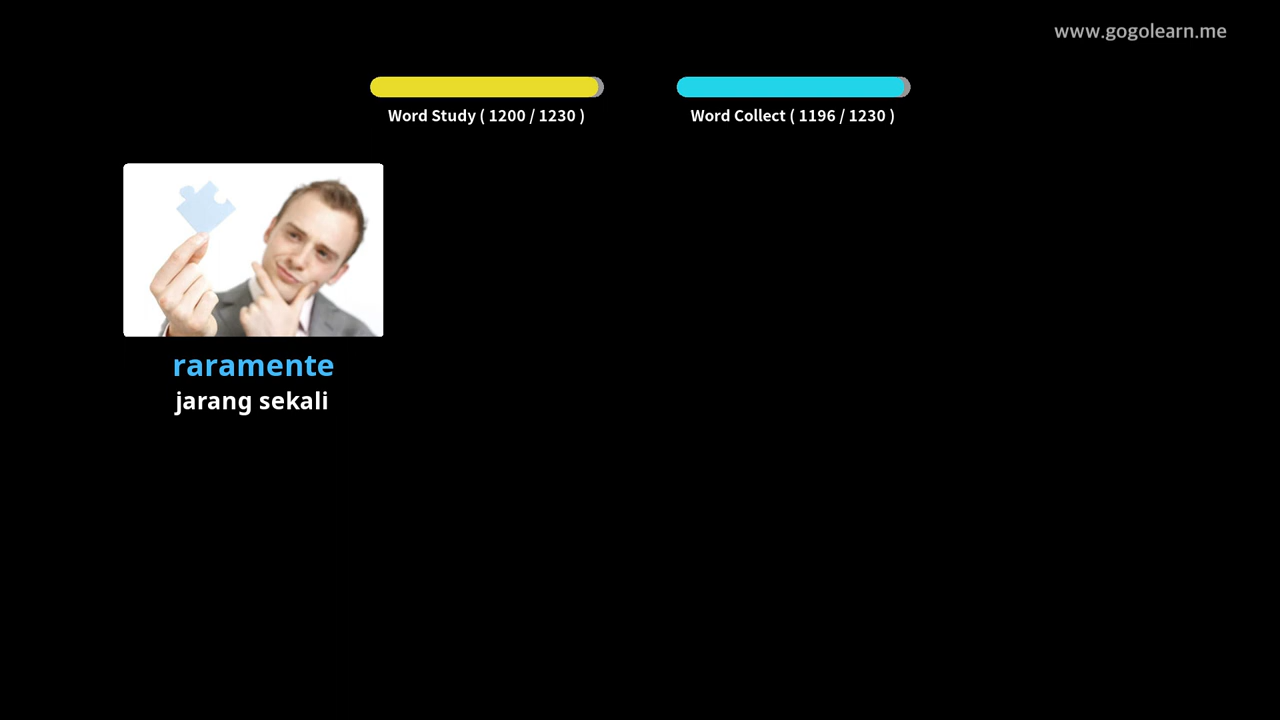 www.gogolearn.me
Word Study ( 1200 / 1230 )
Word Collect ( 1196 / 1230 )
raramente
jarang sekali